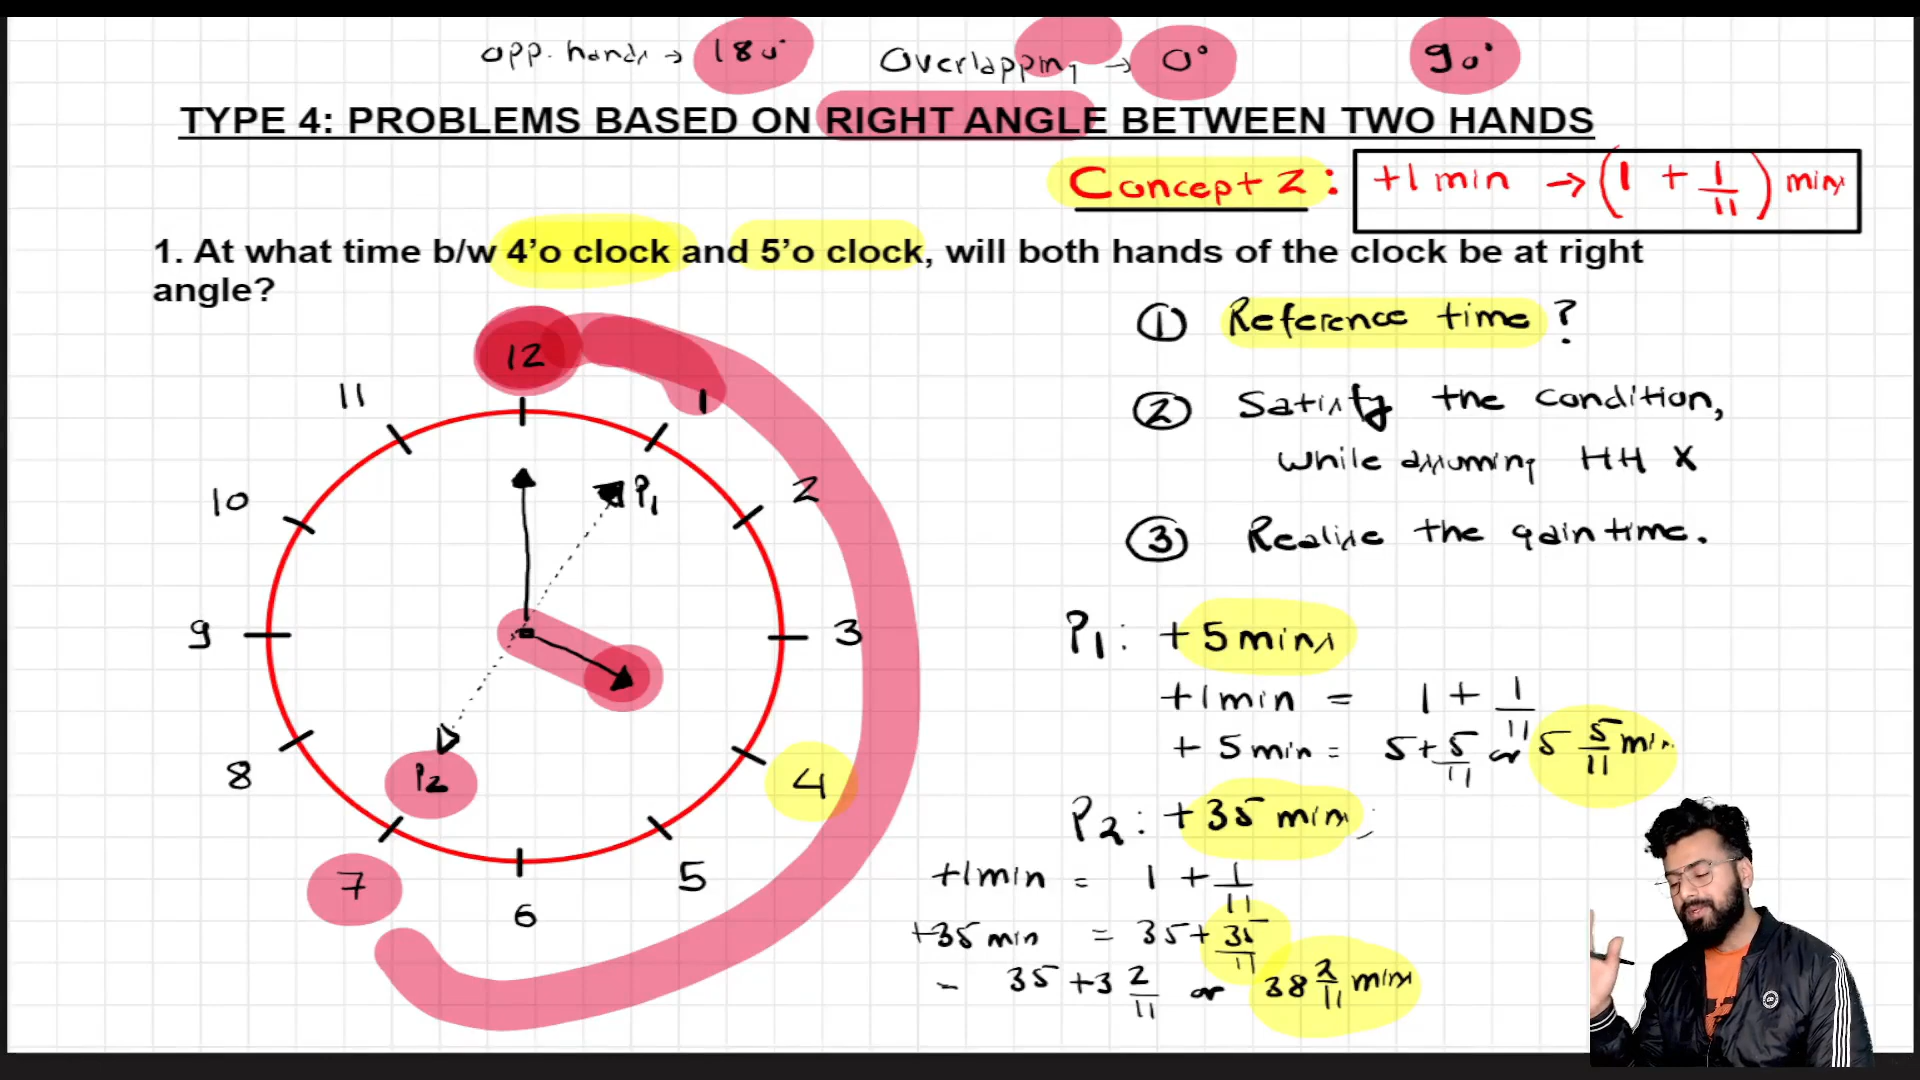 opp. hands → 180° Overlapping → 0° 90°
TYPE 4: PROBLEMS BASED ON RIGHT ANGLE BETWEEN TWO HANDS
Concept 2: +1 min → (1 + 1/11) mins
1. At what time b/w 4’o clock and 5’o clock, will both hands of the clock be at right
angle?
① Reference time ?
② Satisfy the condition,
while assuming HH X
③ Realise the gain time.
12
1
2
3
4
5
6
7
8
9
10
11
P1
P2
P1: +5 mins
+1 min = 1 + 1/11
+ 5 min = 5 + 5/11 or 5 5/11 min
P2: +35 min;
+1 min = 1 + 1/11
+35 min = 35 + 35/11
- 35 + 3 2/11 or 38 2/11 mins